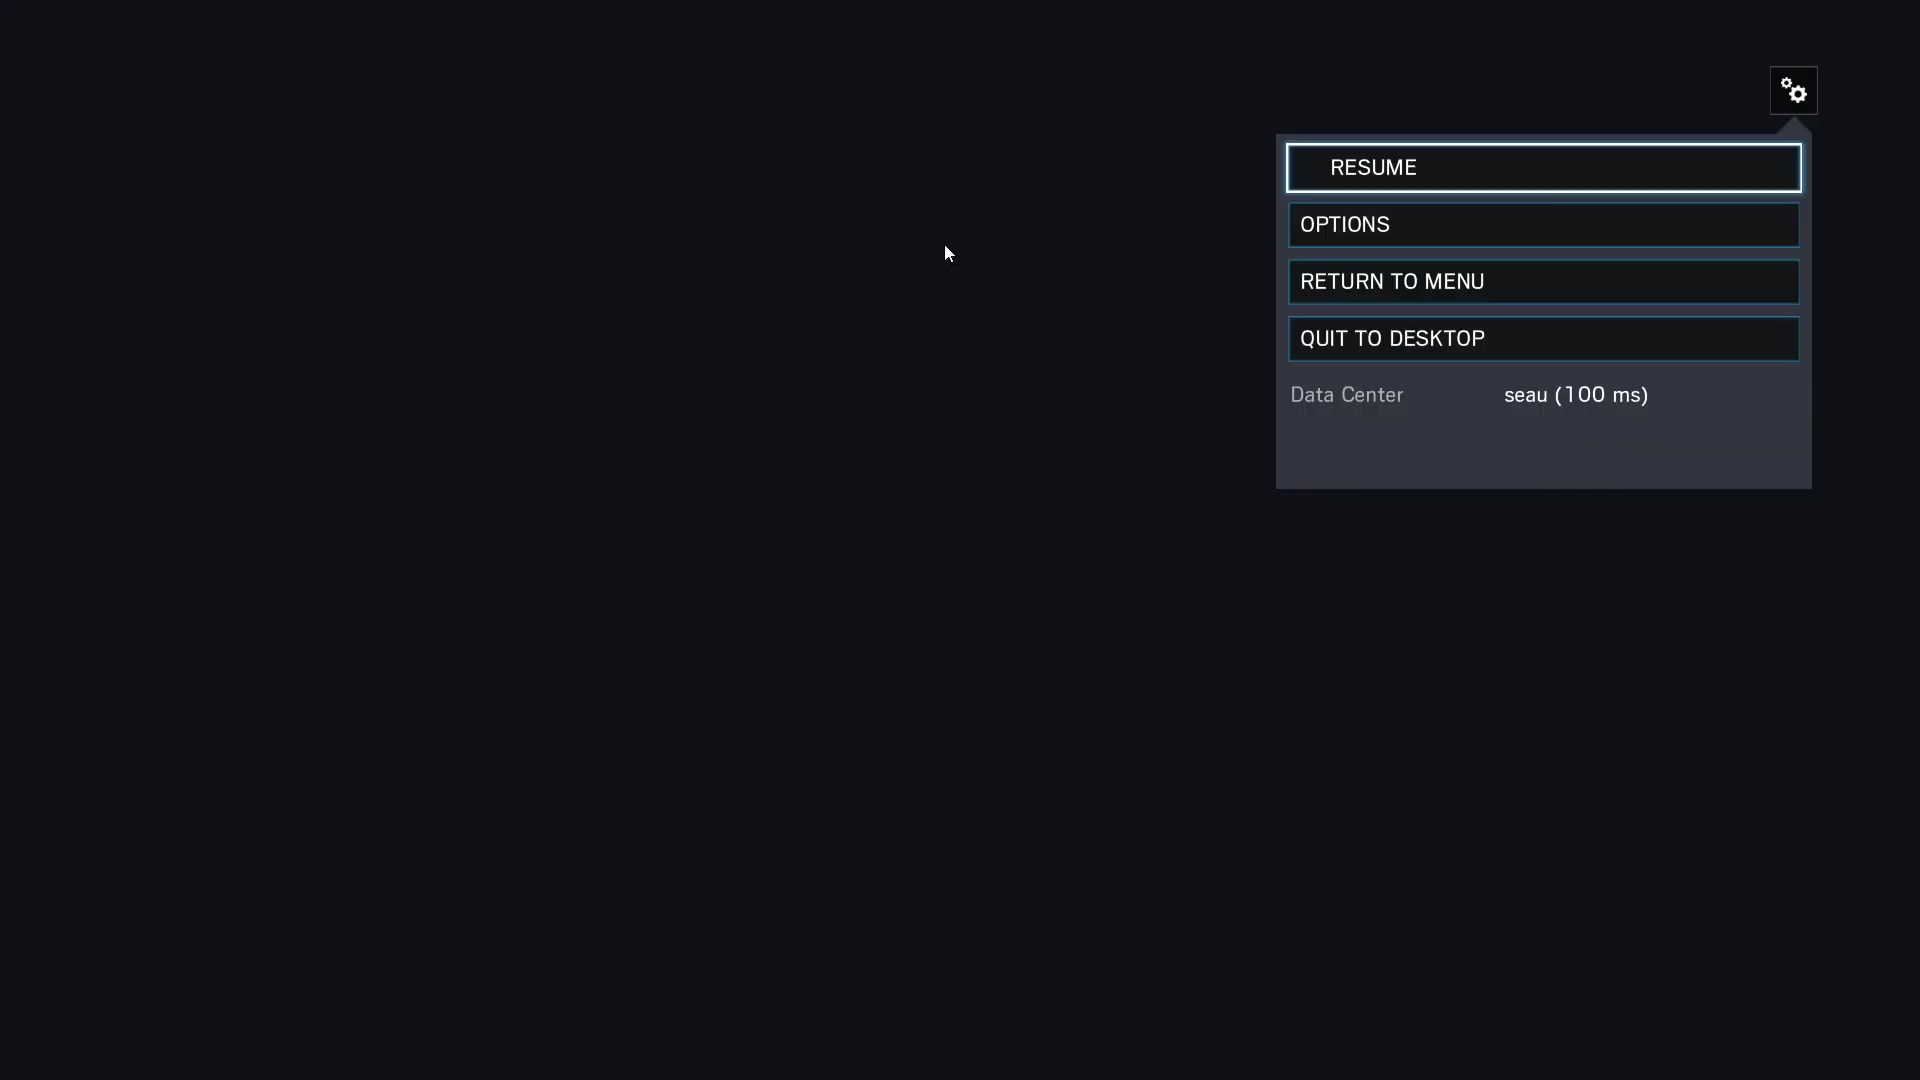 RESUME
OPTIONS
RETURN TO MENU
QUIT TO DESKTOP
Data Center seau (100 ms)